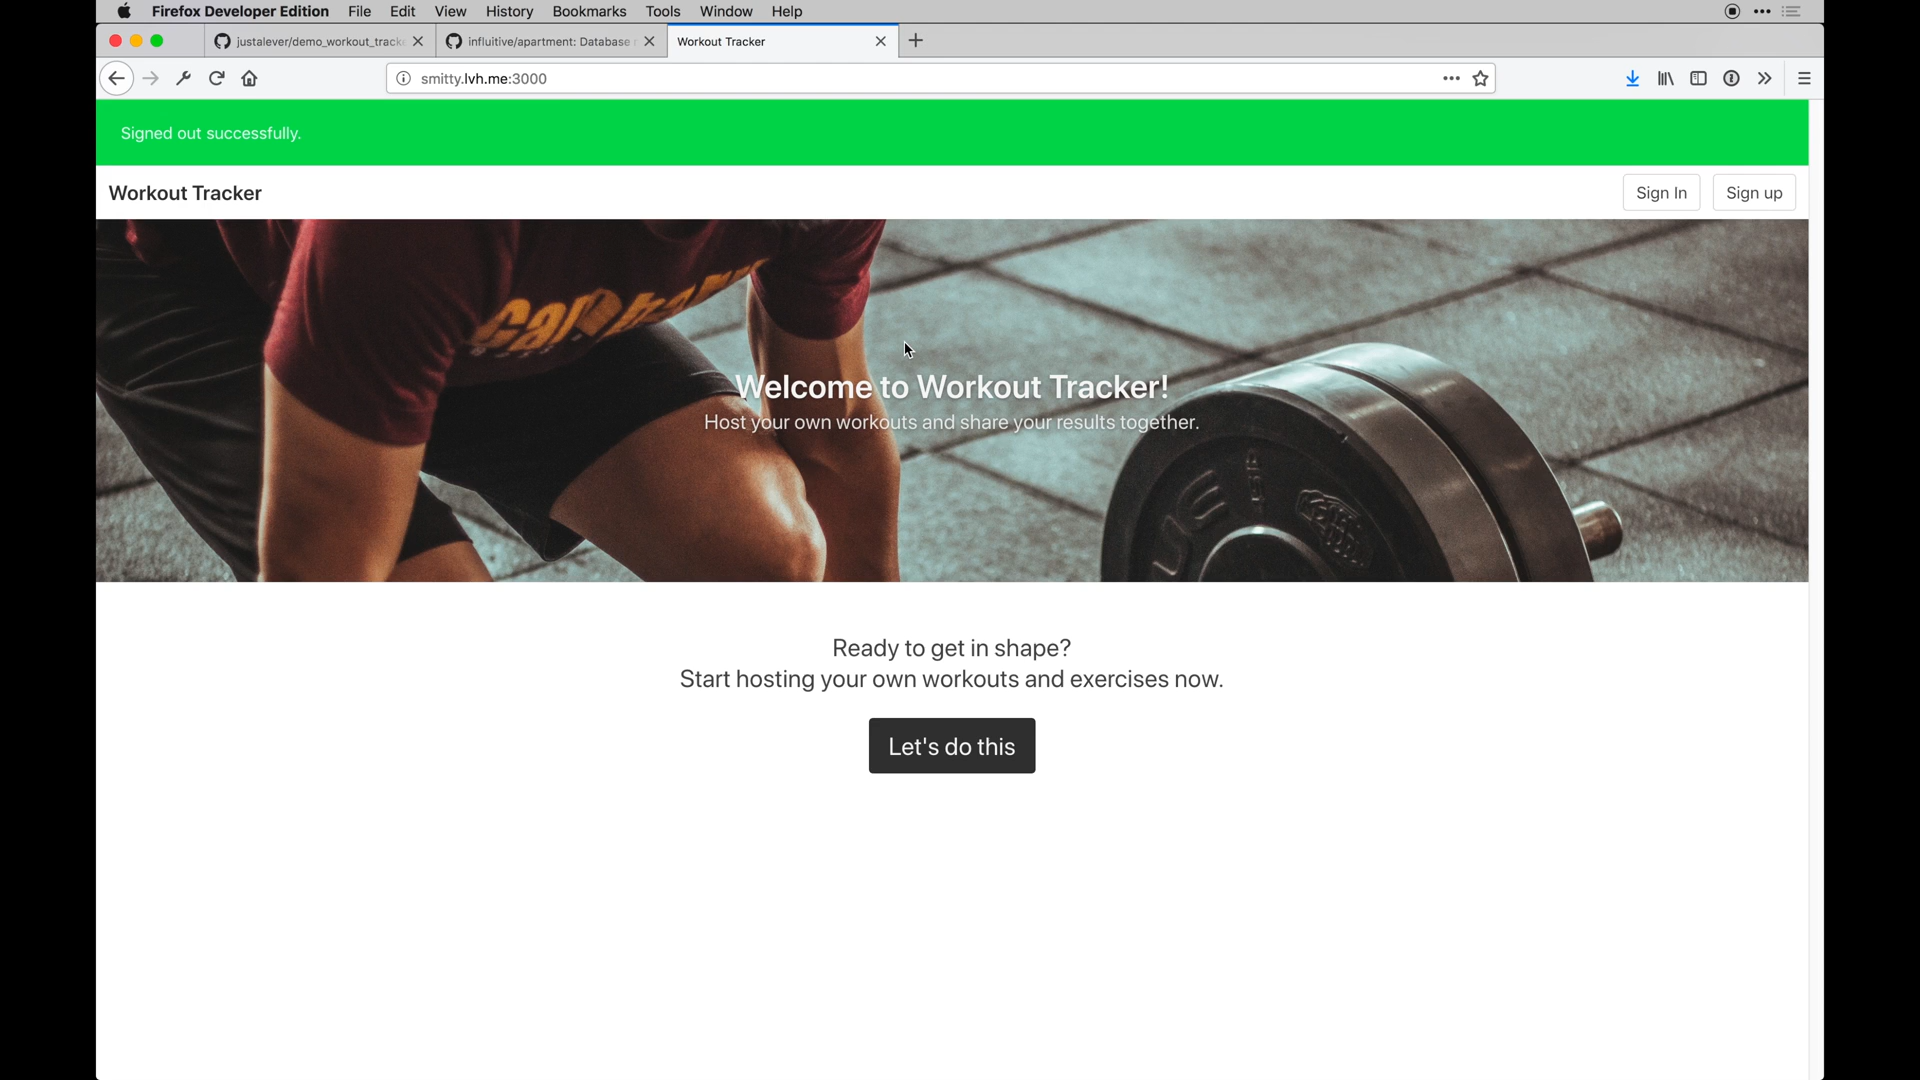 Firefox Developer Edition File Edit View History Bookmarks Tools Window Help
justalever/demo_workout_track
influitive/apartment: Database
Workout Tracker
smitty.lvh.me:3000
Signed out successfully.
Workout Tracker
Sign In
Sign up
Welcome to Workout Tracker!
Host your own workouts and share your results together.
Ready to get in shape?
Start hosting your own workouts and exercises now.
Let's do this